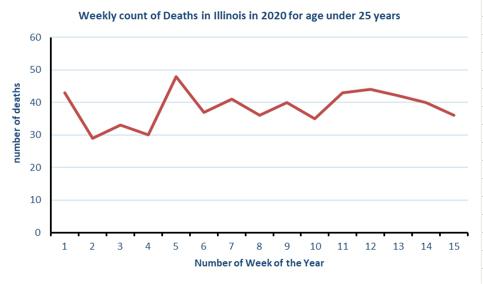 Weekly count of Deaths in Illinois in 2020 for age under 25 years
number of deaths
60
50
40
30
20
10
0
1 2 3 4 5 6 7 8 9 10 11 12 13 14 15
Number of Week of the Year